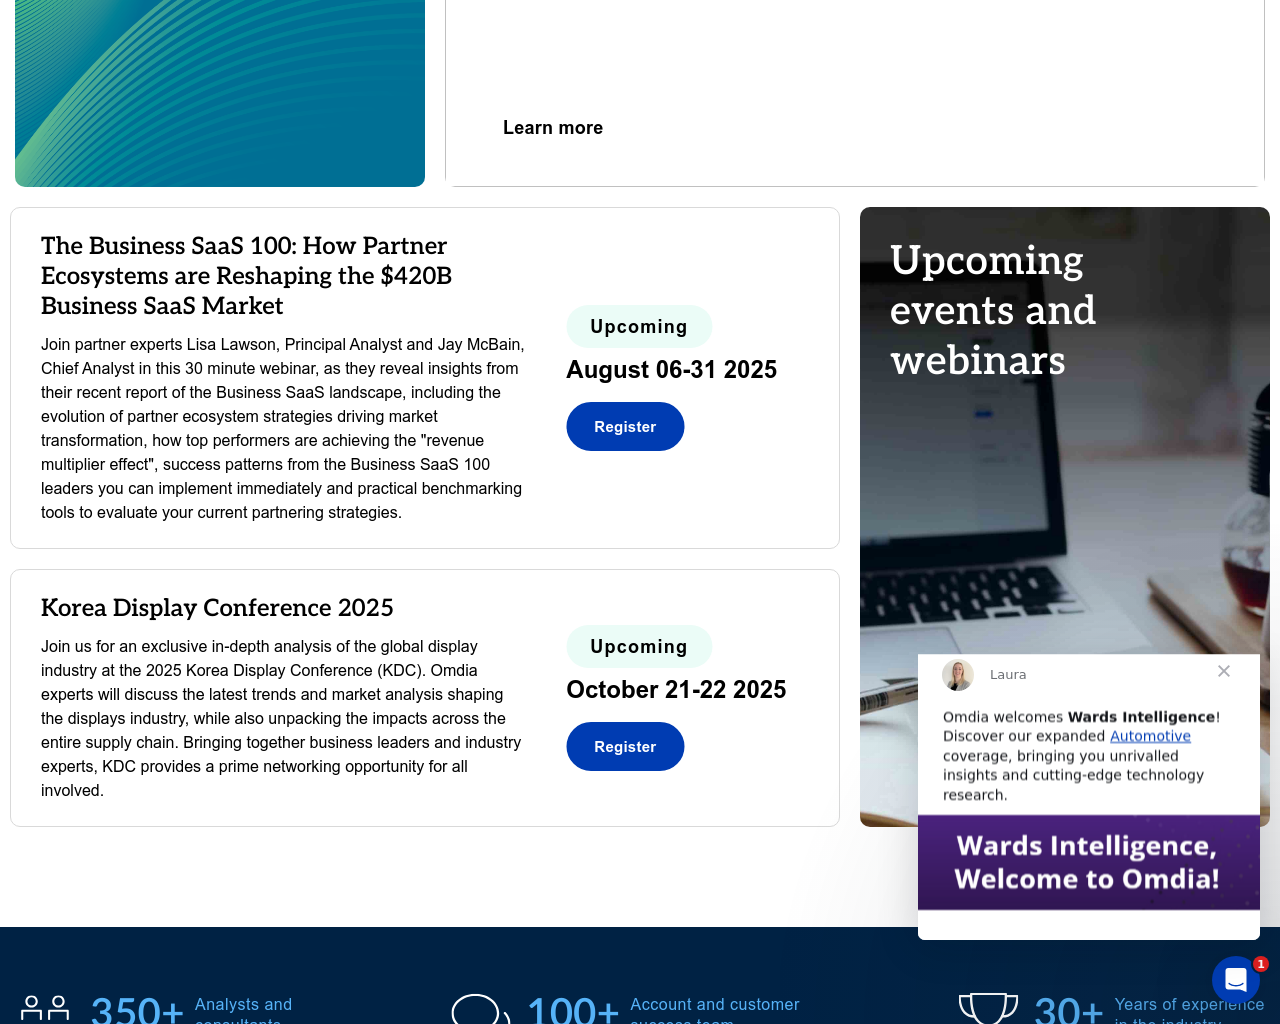 Learn more
The Business SaaS 100: How Partner
Ecosystems are Reshaping the $420B
Business SaaS Market
Join partner experts Lisa Lawson, Principal Analyst and Jay McBain,
Chief Analyst in this 30 minute webinar, as they reveal insights from
their recent report of the Business SaaS landscape, including the
evolution of partner ecosystem strategies driving market
transformation, how top performers are achieving the "revenue
multiplier effect", success patterns from the Business SaaS 100
leaders you can implement immediately and practical benchmarking
tools to evaluate your current partnering strategies.
Upcoming
August 06-31 2025
Register
Upcoming
events and
webinars
Korea Display Conference 2025
Join us for an exclusive in-depth analysis of the global display
industry at the 2025 Korea Display Conference (KDC). Omdia
experts will discuss the latest trends and market analysis shaping
the displays industry, while also unpacking the impacts across the
entire supply chain. Bringing together business leaders and industry
experts, KDC provides a prime networking opportunity for all
involved.
Upcoming
October 21-22 2025
Register
Laura
Omdia welcomes Wards Intelligence!
Discover our expanded Automotive
coverage, bringing you unrivalled
insights and cutting-edge technology
research.
Wards Intelligence,
Welcome to Omdia!
1
350+
Analysts and
consultants
100+
Account and customer
success team
30+
Years of experience
in the industry